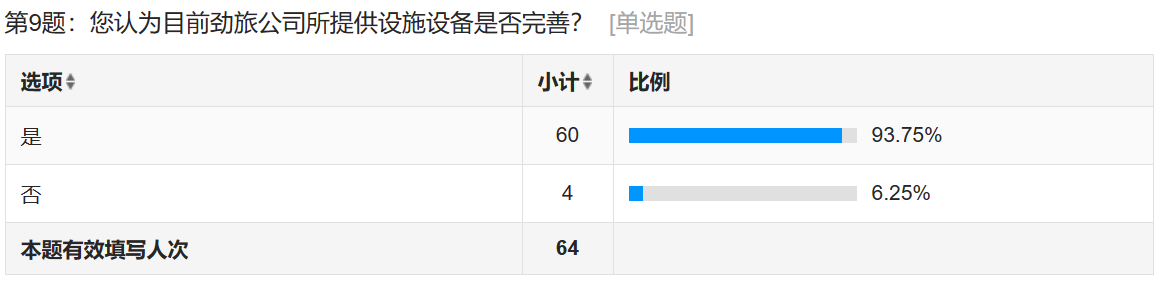 第9题：您认为目前劲旅公司所提供设施设备是否完善？ [单选题]
选项 小计 比例
是 60 93.75%
否 4 6.25%
本题有效填写人次 64